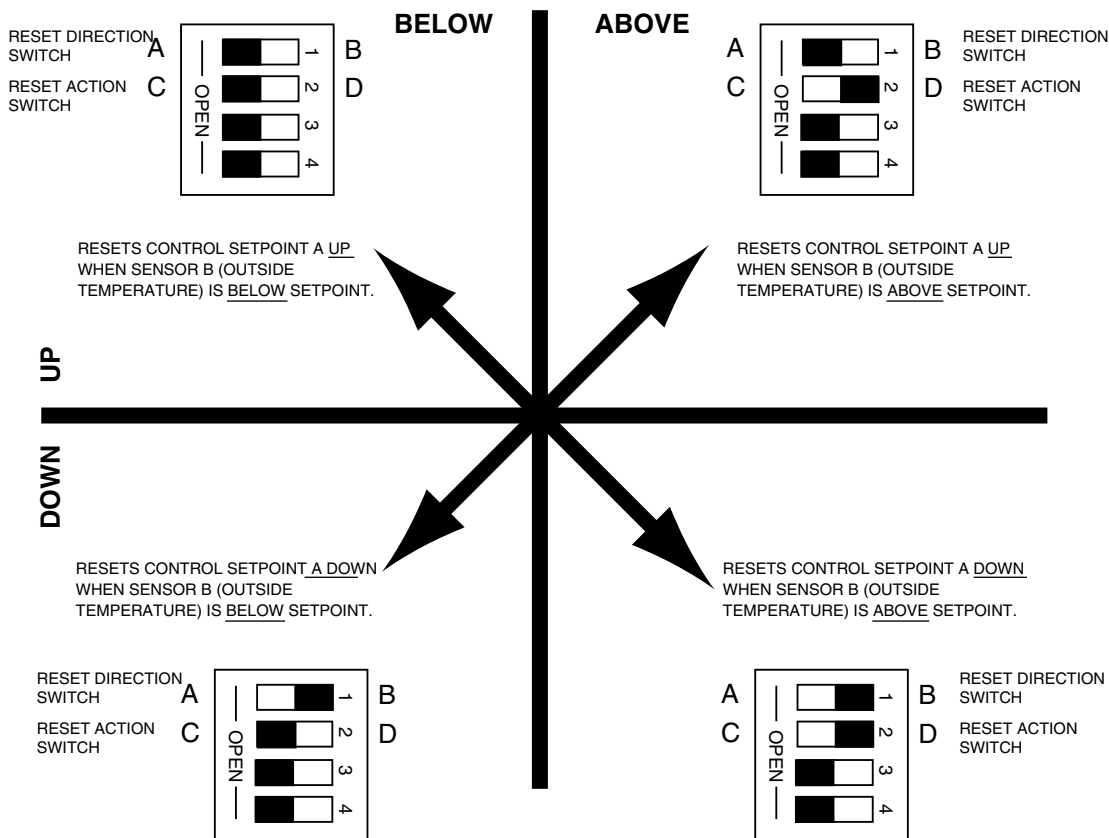 BELOW
ABOVE
RESET DIRECTION
SWITCH
RESET ACTION
SWITCH
A
B
C
D
OPEN
1
2
3
4
A
B
C
D
OPEN
1
2
3
4
RESET DIRECTION
SWITCH
RESET ACTION
SWITCH
RESETS CONTROL SETPOINT A UP
WHEN SENSOR B (OUTSIDE
TEMPERATURE) IS BELOW SETPOINT.
RESETS CONTROL SETPOINT A UP
WHEN SENSOR B (OUTSIDE
TEMPERATURE) IS ABOVE SETPOINT.
UP
DOWN
RESETS CONTROL SETPOINT A DOWN
WHEN SENSOR B (OUTSIDE
TEMPERATURE) IS BELOW SETPOINT.
RESETS CONTROL SETPOINT A DOWN
WHEN SENSOR B (OUTSIDE
TEMPERATURE) IS ABOVE SETPOINT.
RESET DIRECTION
SWITCH
RESET ACTION
SWITCH
A
B
C
D
OPEN
1
2
3
4
A
B
C
D
OPEN
1
2
3
4
RESET DIRECTION
SWITCH
RESET ACTION
SWITCH